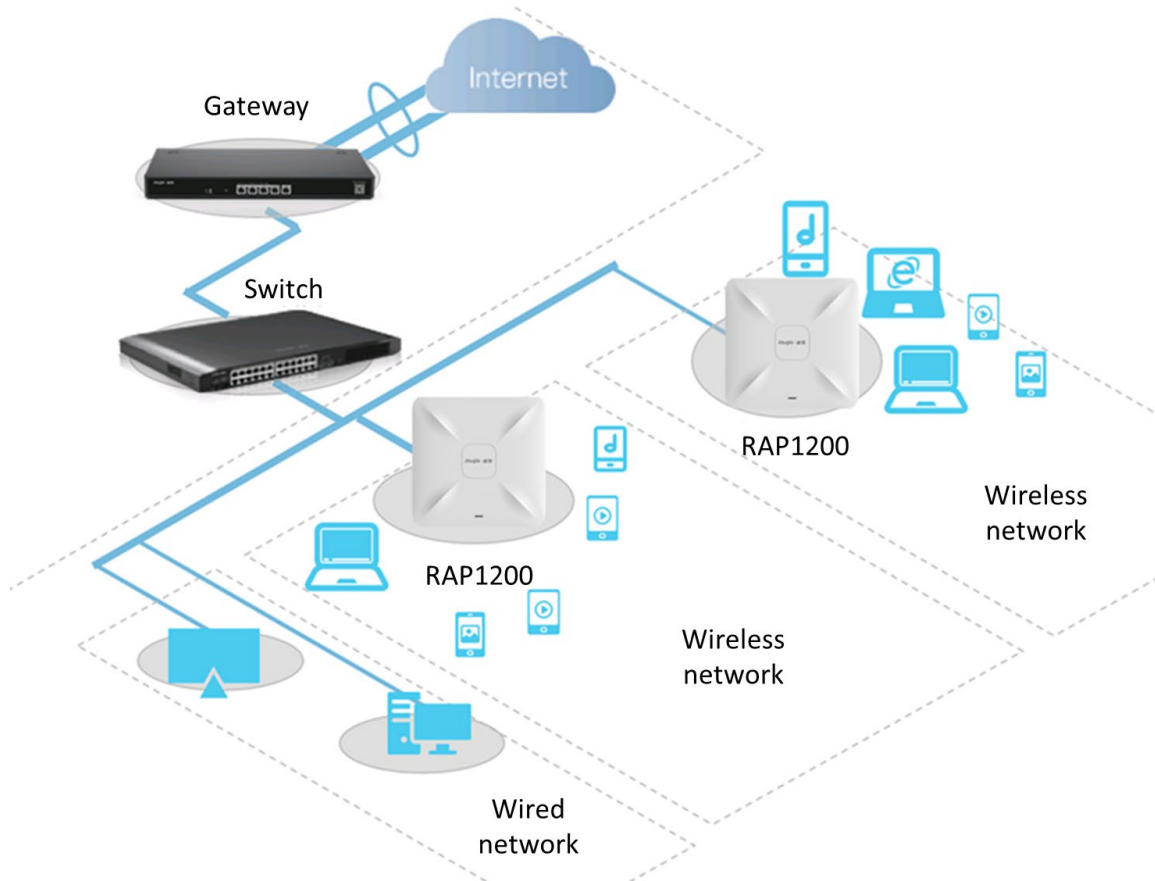 Internet
Gateway
Switch
RAP1200
Wireless
network
RAP1200
Wireless
network
Wired
network